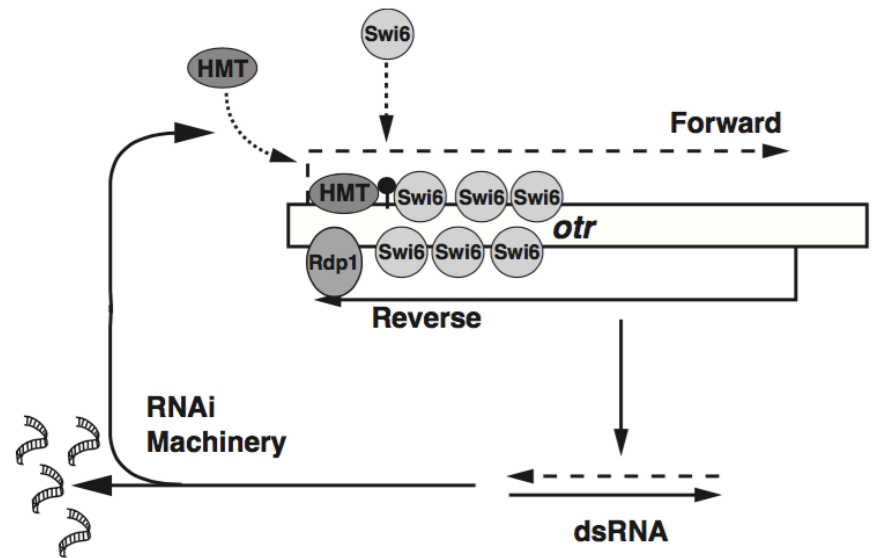 Swi6
HMT
Forward
HMT
Swi6
Swi6
Swi6
otr
Rdp1
Swi6
Swi6
Swi6
Reverse
RNAi
Machinery
dsRNA